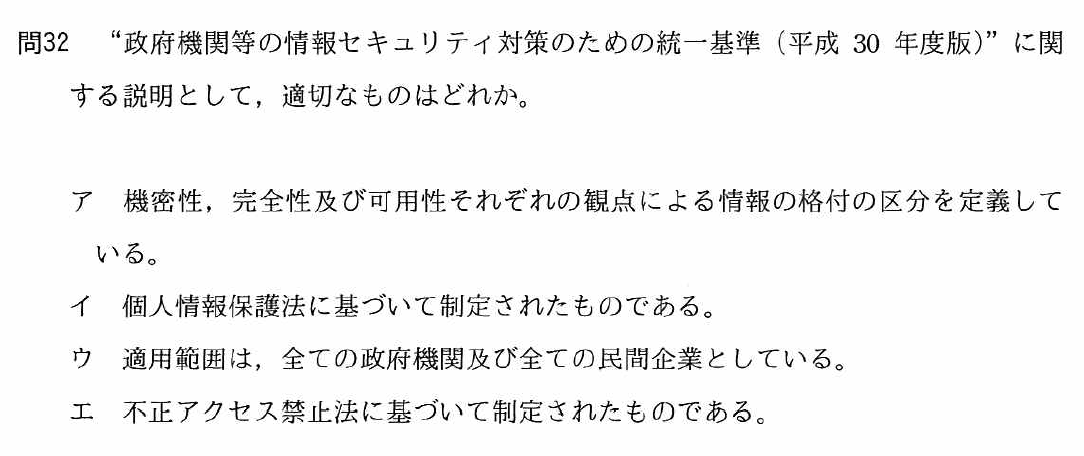 問32 “政府機関等の情報セキュリティ対策のための統一基準（平成 30 年度版）”に関
する説明として，適切なものはどれか。
ア 機密性，完全性及び可用性それぞれの観点による情報の格付の区分を定義して
いる。
イ 個人情報保護法に基づいて制定されたものである。
ウ 適用範囲は，全ての政府機関及び全ての民間企業としている。
エ 不正アクセス禁止法に基づいて制定されたものである。